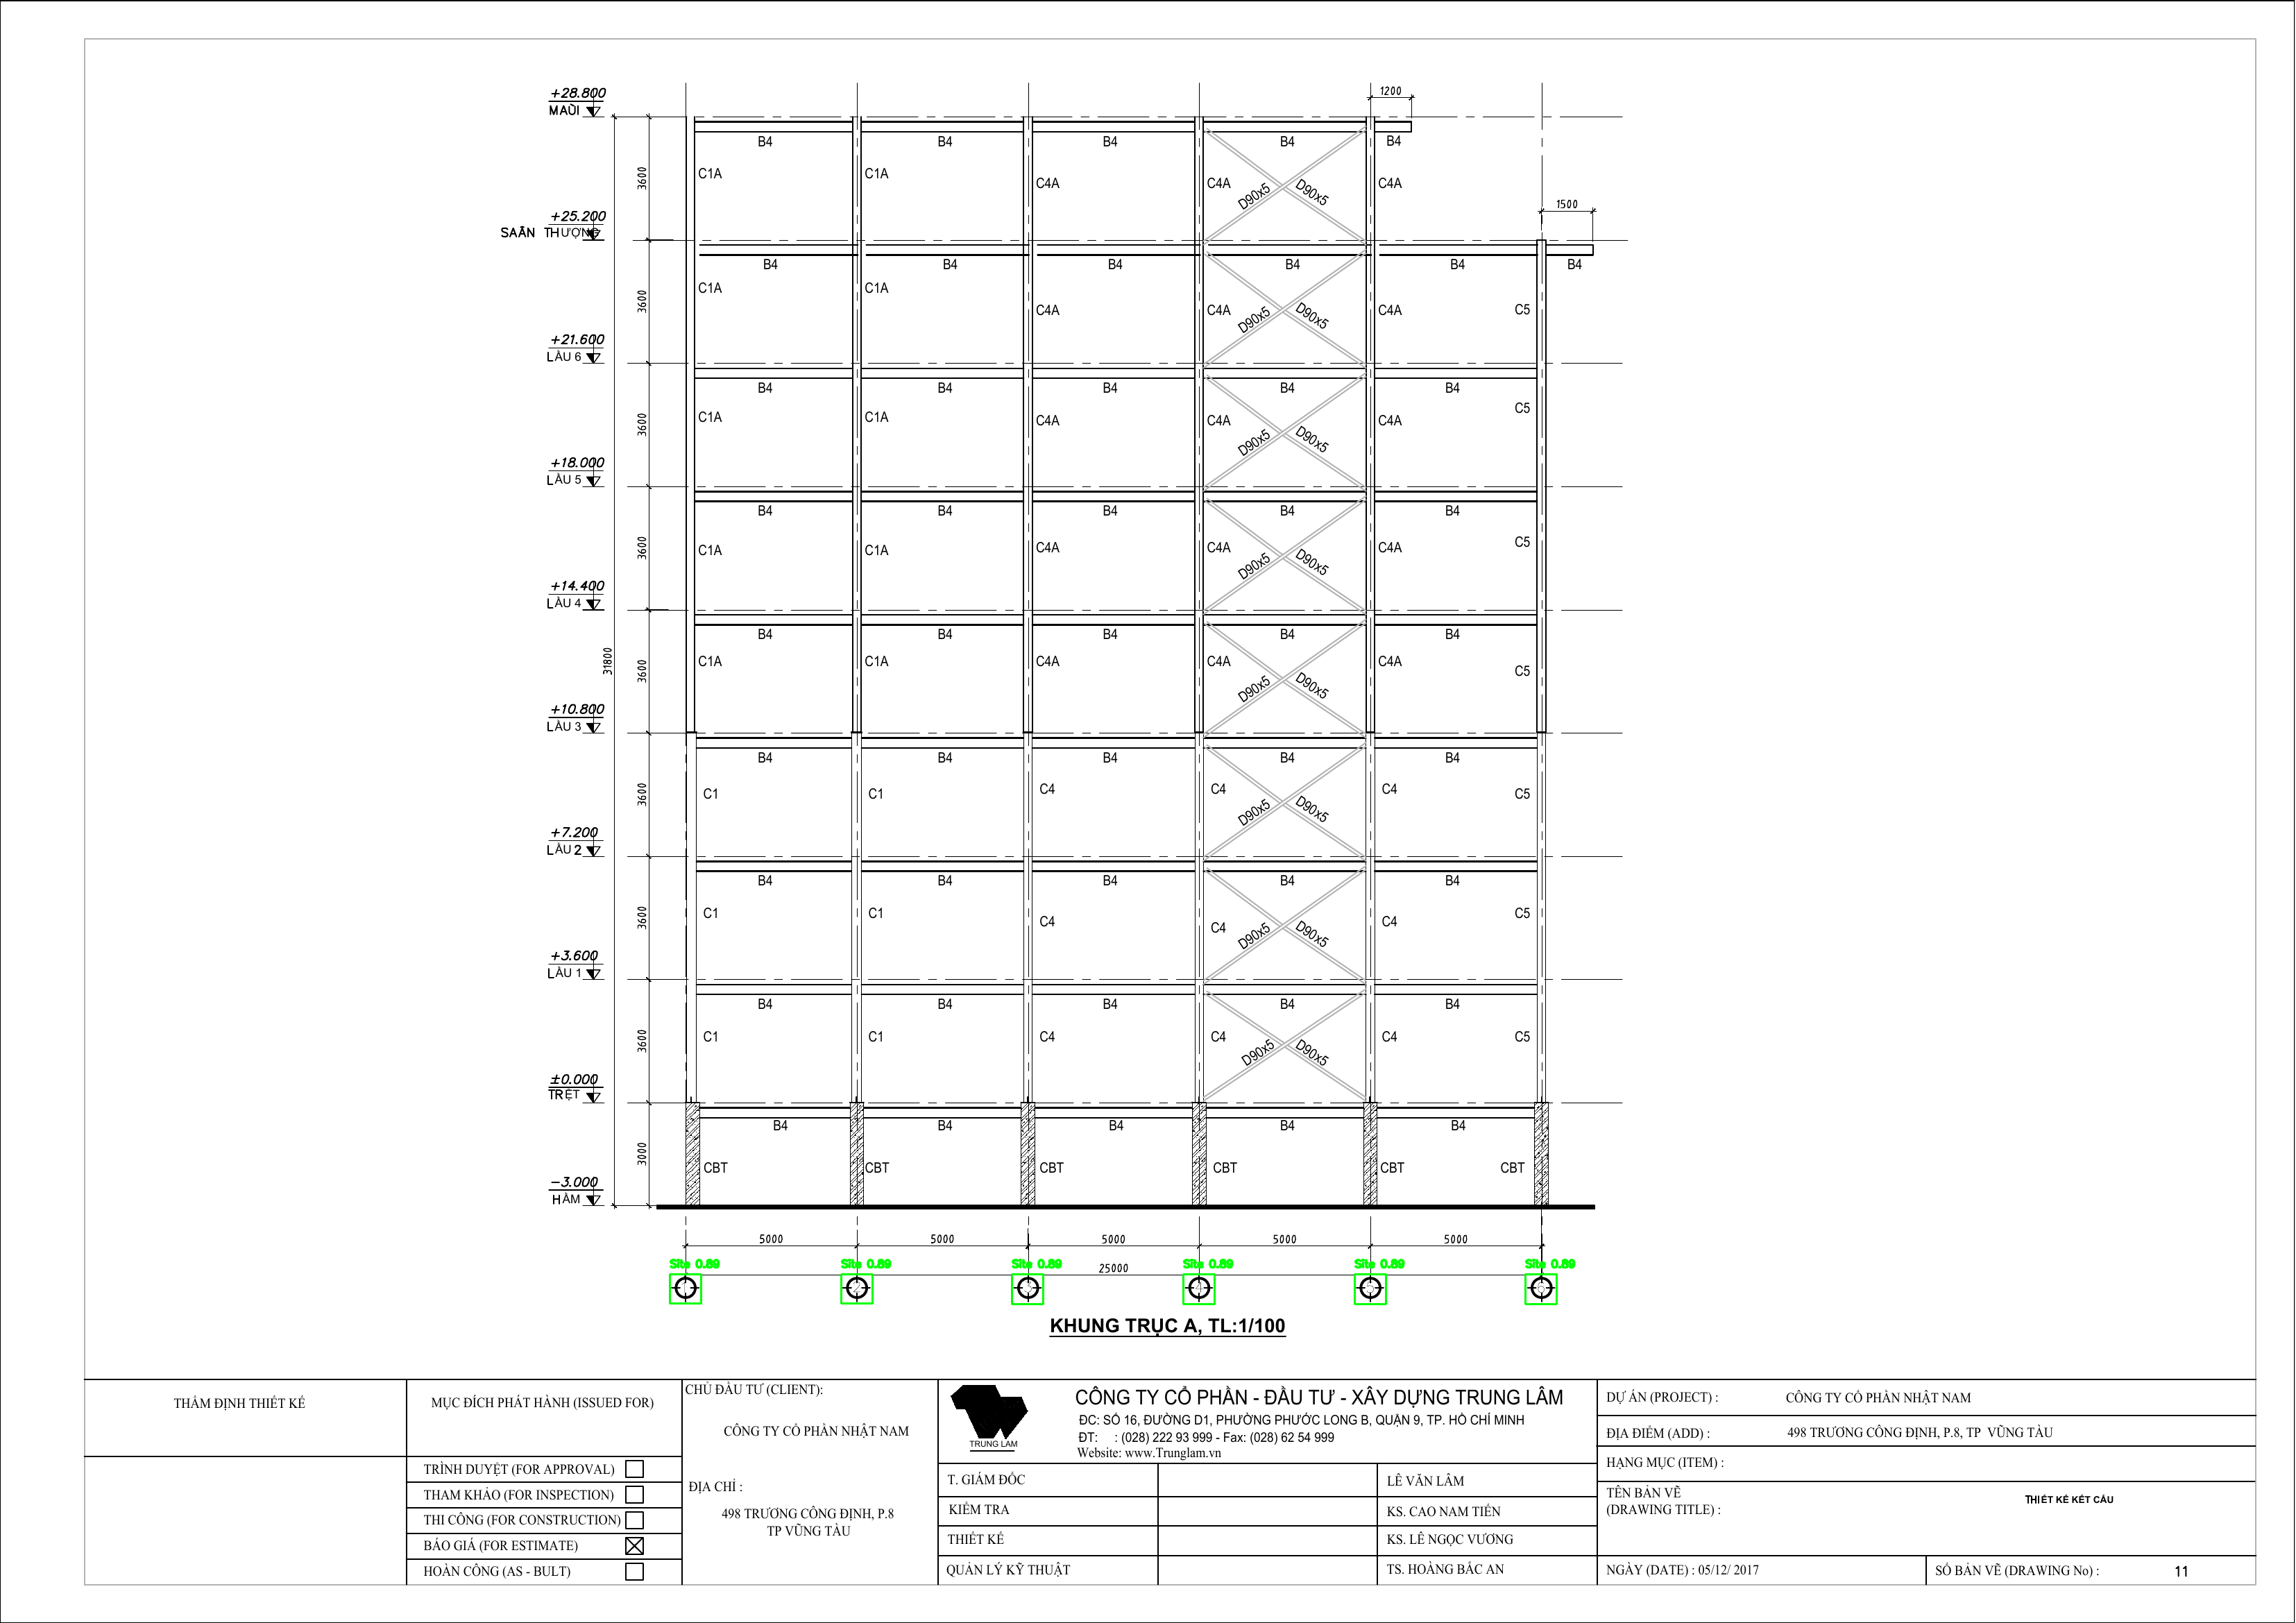 1200
+28.800
MAÙI
B4 B4 B4 B4 B4
3600 C1A C1A C4A C4A D90x5 D90x5 C4A
1500
+25.200
SAÂN THƯỢNG
B4 B4 B4 B4 B4 B4
3600 C1A C1A C4A C4A D90x5 D90x5 C4A C5
+21.600
LẦU 6
B4 B4 B4 B4 B4
3600 C1A C1A C4A C4A D90x5 D90x5 C4A C5
+18.000
LẦU 5
B4 B4 B4 B4 B4
3600 C1A C1A C4A C4A D90x5 D90x5 C4A C5
+14.400
LẦU 4
B4 B4 B4 B4 B4
31800
3600 C1A C1A C4A C4A D90x5 D90x5 C4A C5
+10.800
LẦU 3
B4 B4 B4 B4 B4
3600 C1 C1 C4 C4 D90x5 D90x5 C4 C5
+7.200
LẦU 2
B4 B4 B4 B4 B4
3600 C1 C1 C4 C4 D90x5 D90x5 C4 C5
+3.600
LẦU 1
B4 B4 B4 B4 B4
3600 C1 C1 C4 C4 D90x5 D90x5 C4 C5
±0.000
TRỆT
B4 B4 B4 B4 B4
3000 CBT CBT CBT CBT CBT CBT
−3.000
HẦM
5000 5000 5000 5000 5000
Site 0.89 Site 0.89 Site 0.89 Site 0.89 Site 0.89 Site 0.89
25000
KHUNG TRỤC A, TL:1/100
THẨM ĐỊNH THIẾT KẾ
MỤC ĐÍCH PHÁT HÀNH (ISSUED FOR)
TRÌNH DUYỆT (FOR APPROVAL)
THAM KHẢO (FOR INSPECTION)
THI CÔNG (FOR CONSTRUCTION)
BÁO GIÁ (FOR ESTIMATE)
HOÀN CÔNG (AS - BULT)
CHỦ ĐẦU TƯ (CLIENT):
CÔNG TY CỔ PHẦN NHẬT NAM
ĐỊA CHỈ :
498 TRƯƠNG CÔNG ĐỊNH, P.8
TP VŨNG TÀU
TRUNG LAM
CÔNG TY CỔ PHẦN - ĐẦU TƯ - XÂY DỰNG TRUNG LÂM
ĐC: SỐ 16, ĐƯỜNG D1, PHƯỜNG PHƯỚC LONG B, QUẬN 9, TP. HỒ CHÍ MINH
ĐT: : (028) 222 93 999 - Fax: (028) 62 54 999
Website: www.Trunglam.vn
T. GIÁM ĐỐC LÊ VĂN LÂM
KIỂM TRA KS. CAO NAM TIẾN
THIẾT KẾ KS. LÊ NGỌC VƯƠNG
QUẢN LÝ KỸ THUẬT TS. HOÀNG BẮC AN
DỰ ÁN (PROJECT) : CÔNG TY CỔ PHẦN NHẬT NAM
ĐỊA ĐIỂM (ADD) : 498 TRƯƠNG CÔNG ĐỊNH, P.8, TP VŨNG TÀU
HẠNG MỤC (ITEM) :
TÊN BẢN VẼ
(DRAWING TITLE) :
THIẾT KẾ KẾT CẤU
NGÀY (DATE) : 05/12/ 2017
SỐ BẢN VẼ (DRAWING No) : 11